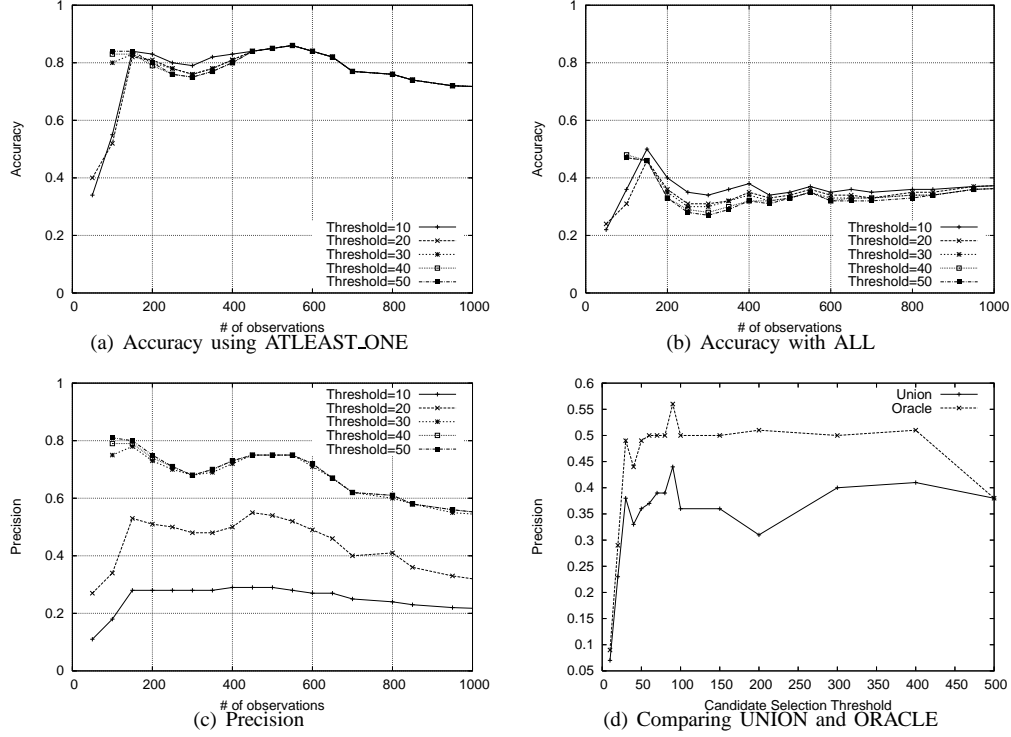 1
0.8
0.6
0.4
0.2
0
Accuracy
Threshold=10
Threshold=20
Threshold=30
Threshold=40
Threshold=50
0 200 400 600 800 1000
# of observations
(a) Accuracy using ATLEAST_ONE
1
0.8
0.6
0.4
0.2
0
Accuracy
Threshold=10
Threshold=20
Threshold=30
Threshold=40
Threshold=50
0 200 400 600 800 1000
# of observations
(b) Accuracy with ALL
1
0.8
0.6
0.4
0.2
0
Precision
Threshold=10
Threshold=20
Threshold=30
Threshold=40
Threshold=50
0 200 400 600 800 1000
# of observations
(c) Precision
0.6
0.55
0.5
0.45
0.4
0.35
0.3
0.25
0.2
0.15
0.1
0.05
Precision
Union
Oracle
0 50 100 150 200 250 300 350 400 450 500
Candidate Selection Threshold
(d) Comparing UNION and ORACLE